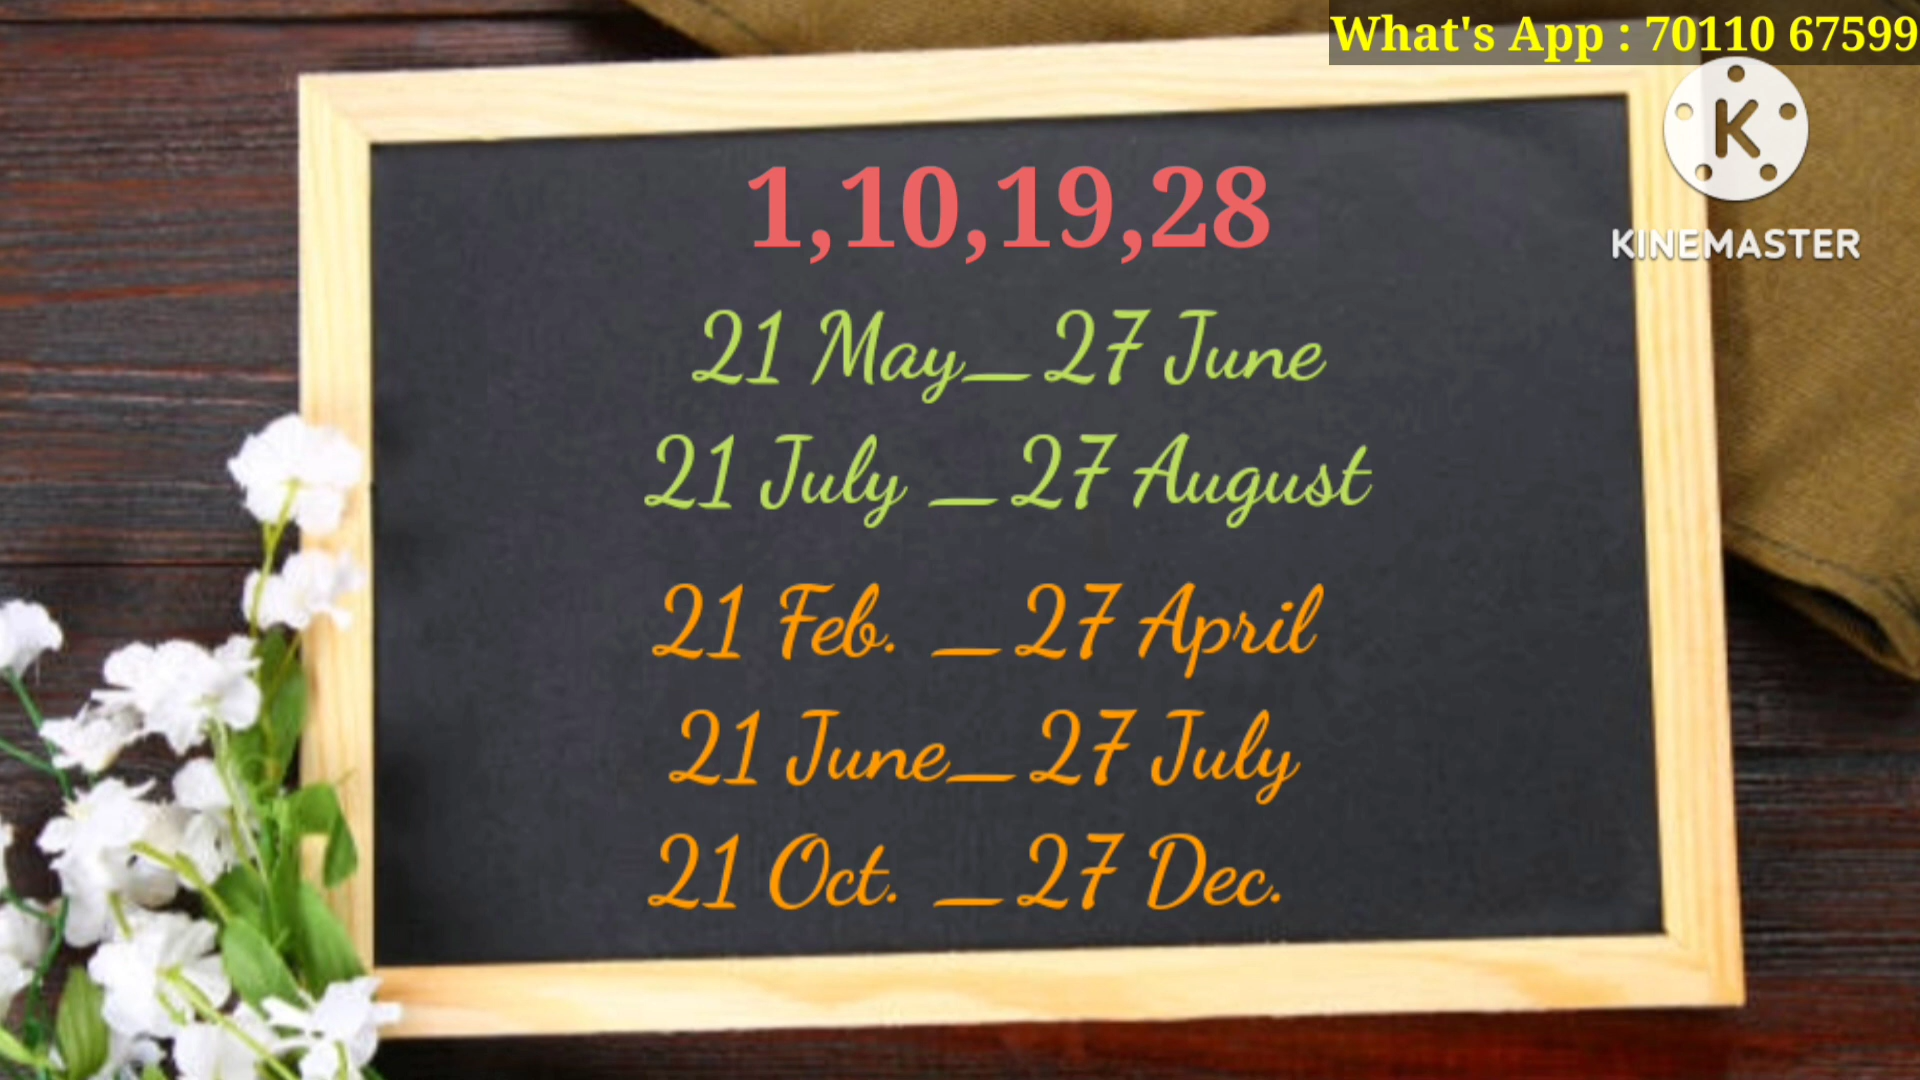 What's App : 70110 67599
K
KINEMASTER
1,10,19,28
21 May_27 June
21 July _27 August
21 Feb. _27 April
21 June_27 July
21 Oct. _27 Dec.